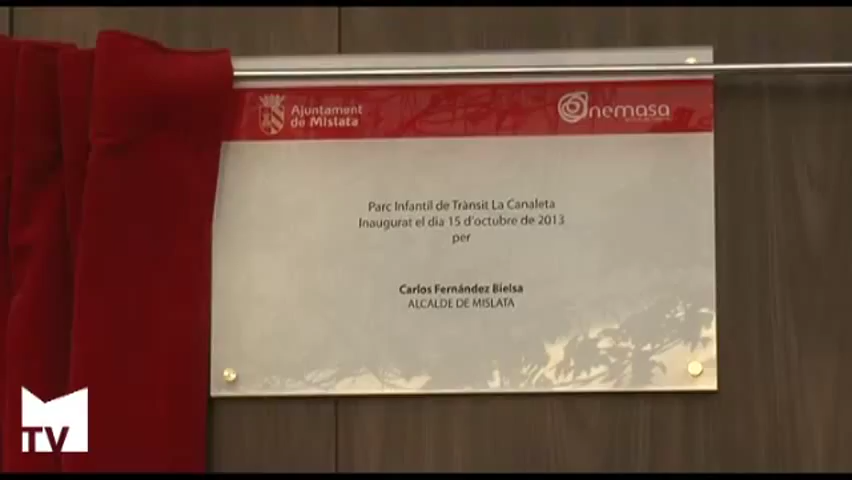 Ajuntament
de Mislata
nemasa
Parc Infantil de Trànsit La Canaleta
Inaugurat el dia 15 d'octubre de 2013
per
Carlos Fernández Bielsa
ALCALDE DE MISLATA
TV